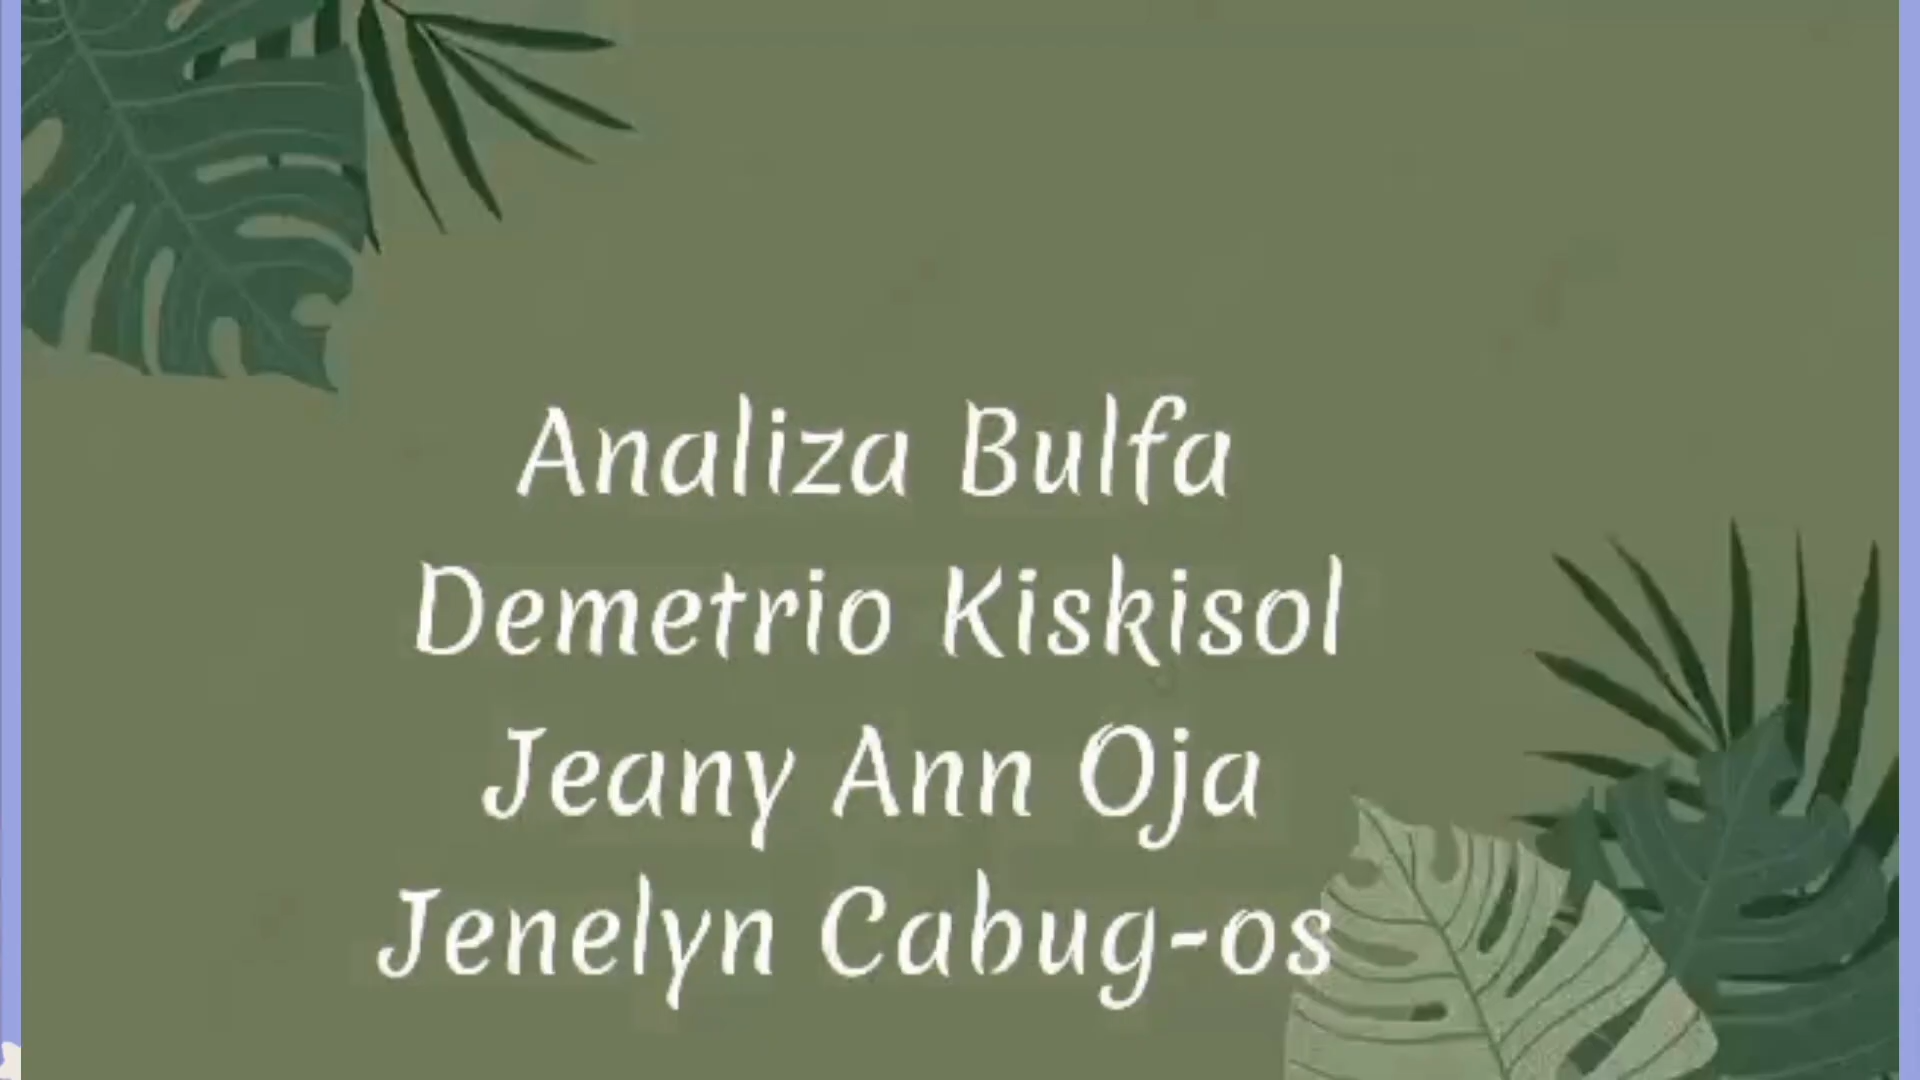 Analiza Bulfa
Demetrio Kiskisol
Jeany Ann Oja
Jenelyn Cabug-os